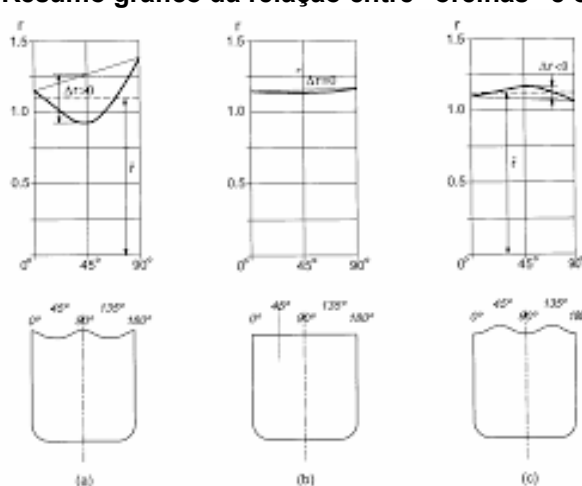 Resumo gráfico da relação entre "orelhas" e
r r r
1.5 1.5 1.5
Δr>0 Δr=0 Δr<0
1.0 1.0 1.0
r̄ r r̄
0.5 0.5 0.5
0° 45° 90° 0° 45° 90° 0° 45° 90°
45° 135° 45° 135° 45° 135°
0° 90° 180° 0° 90° 180° 0° 90° 180°
(a) (b) (c)